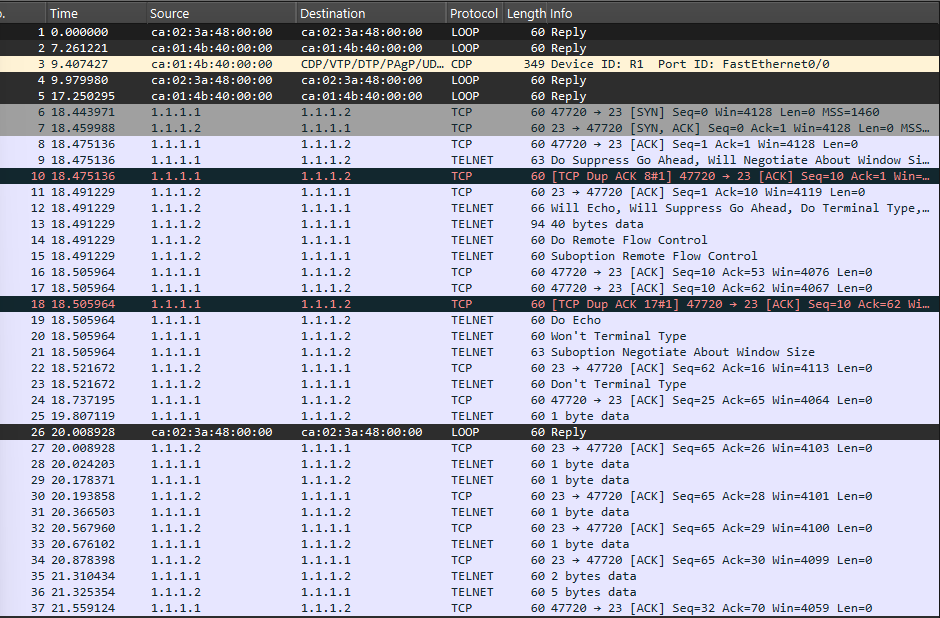 o. Time Source Destination Protocol Length Info
1 0.000000 ca:02:3a:48:00:00 ca:02:3a:48:00:00 LOOP 60 Reply
2 7.261221 ca:01:4b:40:00:00 ca:01:4b:40:00:00 LOOP 60 Reply
3 9.407427 ca:01:4b:40:00:00 CDP/VTP/DTP/PAgP/UD… CDP 349 Device ID: R1 Port ID: FastEthernet0/0
4 9.979980 ca:02:3a:48:00:00 ca:02:3a:48:00:00 LOOP 60 Reply
5 17.250295 ca:01:4b:40:00:00 ca:01:4b:40:00:00 LOOP 60 Reply
6 18.443971 1.1.1.1 1.1.1.2 TCP 60 47720 → 23 [SYN] Seq=0 Win=4128 Len=0 MSS=1460
7 18.459988 1.1.1.2 1.1.1.1 TCP 60 23 → 47720 [SYN, ACK] Seq=0 Ack=1 Win=4128 Len=0 MSS…
8 18.475136 1.1.1.1 1.1.1.2 TCP 60 47720 → 23 [ACK] Seq=1 Ack=1 Win=4128 Len=0
9 18.475136 1.1.1.1 1.1.1.2 TELNET 63 Do Suppress Go Ahead, Will Negotiate About Window Si…
10 18.475136 1.1.1.1 1.1.1.2 TCP 60 [TCP Dup ACK 8#1] 47720 → 23 [ACK] Seq=10 Ack=1 Win=…
11 18.491229 1.1.1.2 1.1.1.1 TCP 60 23 → 47720 [ACK] Seq=1 Ack=10 Win=4119 Len=0
12 18.491229 1.1.1.2 1.1.1.1 TELNET 66 Will Echo, Will Suppress Go Ahead, Do Terminal Type,…
13 18.491229 1.1.1.2 1.1.1.1 TELNET 94 40 bytes data
14 18.491229 1.1.1.2 1.1.1.1 TELNET 60 Do Remote Flow Control
15 18.491229 1.1.1.2 1.1.1.1 TELNET 60 Suboption Remote Flow Control
16 18.505964 1.1.1.1 1.1.1.2 TCP 60 47720 → 23 [ACK] Seq=10 Ack=53 Win=4076 Len=0
17 18.505964 1.1.1.1 1.1.1.2 TCP 60 47720 → 23 [ACK] Seq=10 Ack=62 Win=4067 Len=0
18 18.505964 1.1.1.1 1.1.1.2 TCP 60 [TCP Dup ACK 17#1] 47720 → 23 [ACK] Seq=10 Ack=62 Wi…
19 18.505964 1.1.1.1 1.1.1.2 TELNET 60 Do Echo
20 18.505964 1.1.1.1 1.1.1.2 TELNET 60 Won't Terminal Type
21 18.505964 1.1.1.1 1.1.1.2 TELNET 63 Suboption Negotiate About Window Size
22 18.521672 1.1.1.2 1.1.1.1 TCP 60 23 → 47720 [ACK] Seq=62 Ack=16 Win=4113 Len=0
23 18.521672 1.1.1.2 1.1.1.1 TELNET 60 Don't Terminal Type
24 18.737195 1.1.1.1 1.1.1.2 TCP 60 47720 → 23 [ACK] Seq=25 Ack=65 Win=4064 Len=0
25 19.807119 1.1.1.1 1.1.1.2 TELNET 60 1 byte data
26 20.008928 ca:02:3a:48:00:00 ca:02:3a:48:00:00 LOOP 60 Reply
27 20.008928 1.1.1.2 1.1.1.1 TCP 60 23 → 47720 [ACK] Seq=65 Ack=26 Win=4103 Len=0
28 20.024203 1.1.1.1 1.1.1.2 TELNET 60 1 byte data
29 20.178371 1.1.1.1 1.1.1.2 TELNET 60 1 byte data
30 20.193858 1.1.1.2 1.1.1.1 TCP 60 23 → 47720 [ACK] Seq=65 Ack=28 Win=4101 Len=0
31 20.366503 1.1.1.1 1.1.1.2 TELNET 60 1 byte data
32 20.567960 1.1.1.2 1.1.1.1 TCP 60 23 → 47720 [ACK] Seq=65 Ack=29 Win=4100 Len=0
33 20.676102 1.1.1.1 1.1.1.2 TELNET 60 1 byte data
34 20.878398 1.1.1.2 1.1.1.1 TCP 60 23 → 47720 [ACK] Seq=65 Ack=30 Win=4099 Len=0
35 21.310434 1.1.1.1 1.1.1.2 TELNET 60 2 bytes data
36 21.325354 1.1.1.2 1.1.1.1 TELNET 60 5 bytes data
37 21.559124 1.1.1.1 1.1.1.2 TCP 60 47720 → 23 [ACK] Seq=32 Ack=70 Win=4059 Len=0